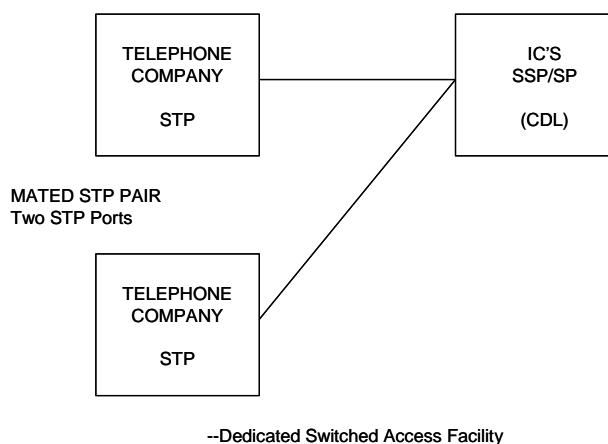 TELEPHONE
COMPANY
STP
IC'S
SSP/SP
(CDL)
MATED STP PAIR
Two STP Ports
TELEPHONE
COMPANY
STP
--Dedicated Switched Access Facility